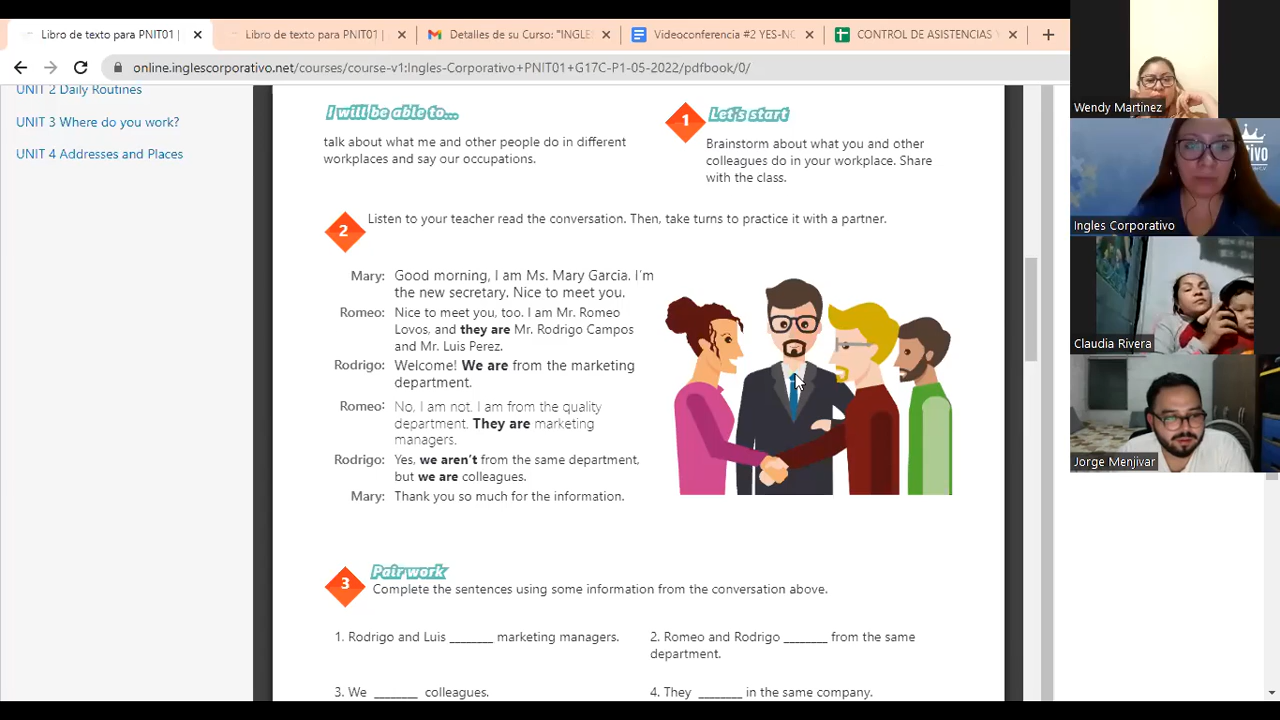 Libro de texto para PNIT01 |
Libro de texto para PNIT01 |
Detalles de su Curso: "INGLES
Videoconferencia #2 YES-NO
CONTROL DE ASISTENCIAS Y
online.inglescorporativo.net/courses/course-v1:Ingles-Corporativo+PNIT01+G17C-P1-05-2022/pdfbook/0/
UNIT 2 Daily Routines
UNIT 3 Where do you work?
UNIT 4 Addresses and Places
I will be able to...
talk about what me and other people do in different
workplaces and say our occupations.
1
Let's start
Brainstorm about what you and other
colleagues do in your workplace. Share
with the class.
2
Listen to your teacher read the conversation. Then, take turns to practice it with a partner.
Mary: Good morning, I am Ms. Mary Garcia. I'm
the new secretary. Nice to meet you.
Romeo: Nice to meet you, too. I am Mr. Romeo
Lovos, and they are Mr. Rodrigo Campos
and Mr. Luis Perez.
Rodrigo: Welcome! We are from the marketing
department.
Romeo: No, I am not. I am from the quality
department. They are marketing
managers.
Rodrigo: Yes, we aren't from the same department,
but we are colleagues.
Mary: Thank you so much for the information.
3
Pair work
Complete the sentences using some information from the conversation above.
1. Rodrigo and Luis _______ marketing managers.
2. Romeo and Rodrigo _______ from the same
department.
3. We _______ colleagues.
4. They _______ in the same company.
Wendy Martinez
Ingles Corporativo
Claudia Rivera
Jorge Menjivar